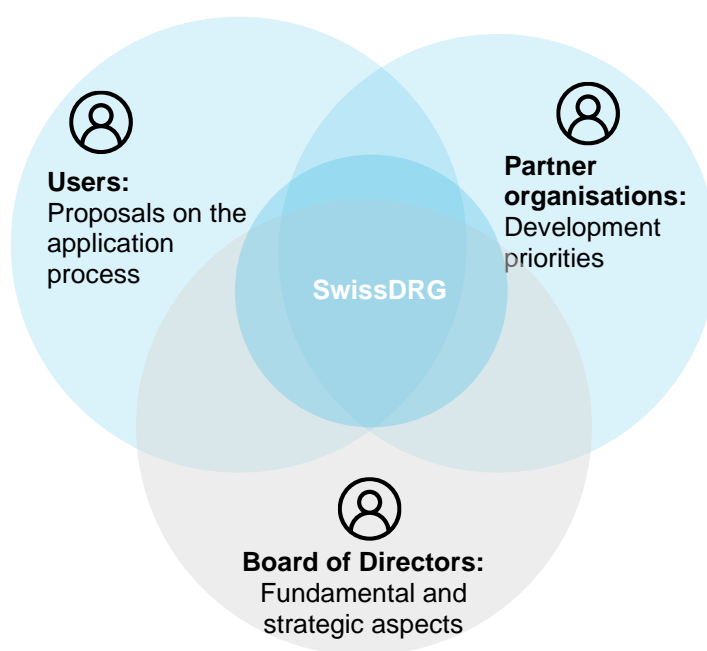 Users:
Proposals on the
application
process
Partner
organisations:
Development
priorities
SwissDRG
Board of Directors:
Fundamental and
strategic aspects